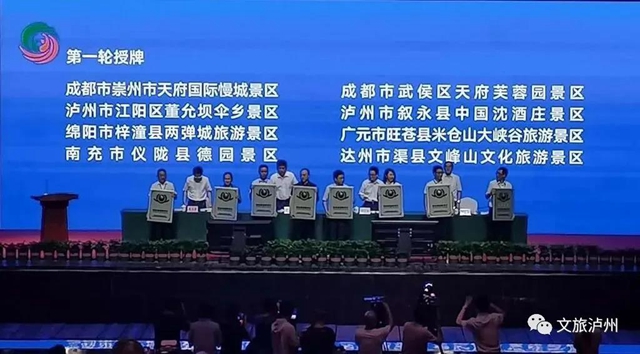 第一轮授牌
成都市崇州市天府国际慢城景区
泸州市江阳区董允坝伞乡景区
绵阳市梓潼县两弹城旅游景区
南充市仪陇县德园景区
成都市武侯区天府芙蓉园景区
泸州市叙永县中国沈酒庄景区
广元市旺苍县米仓山大峡谷旅游景区
达州市渠县文峰山文化旅游景区
文旅泸州